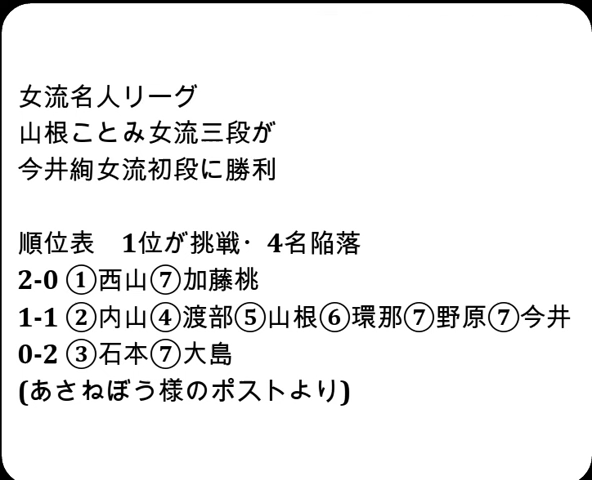 女流名人リーグ
山根ことみ女流三段が
今井絢女流初段に勝利
順位表　1位が挑戦・4名陥落
2-0 ①西山⑦加藤桃
1-1 ②内山④渡部⑤山根⑥環那⑦野原⑦今井
0-2 ③石本⑦大島
(あさねぼう様のポストより)